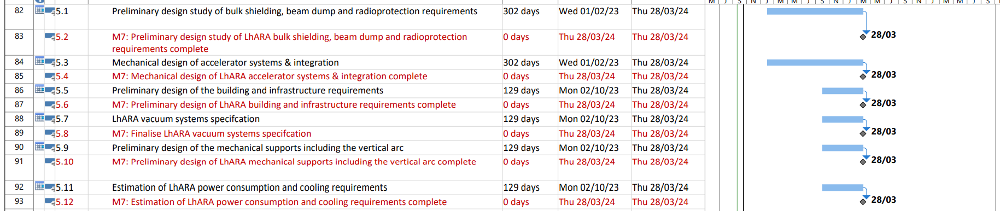 M J S N J M M J S N J M M J S N J M M J S
82 5.1 Preliminary design study of bulk shielding, beam dump and radioprotection requirements 302 days Wed 01/02/23 Thu 28/03/24
83 5.2 M7: Preliminary design study of LhARA bulk shielding, beam dump and radioprotection 0 days Thu 28/03/24 Thu 28/03/24 28/03
requirements complete
84 5.3 Mechanical design of accelerator systems & integration 302 days Wed 01/02/23 Thu 28/03/24
85 5.4 M7: Mechanical design of LhARA accelerator systems & integration complete 0 days Thu 28/03/24 Thu 28/03/24 28/03
86 5.5 Preliminary design of the building and infrastructure requirements 129 days Mon 02/10/23 Thu 28/03/24
87 5.6 M7: Preliminary design of LhARA building and infrastructure requirements complete 0 days Thu 28/03/24 Thu 28/03/24 28/03
88 5.7 LhARA vacuum systems specifcation 129 days Mon 02/10/23 Thu 28/03/24
89 5.8 M7: Finalise LhARA vacuum systems specifcation 0 days Thu 28/03/24 Thu 28/03/24 28/03
90 5.9 Preliminary design of the mechanical supports including the vertical arc 129 days Mon 02/10/23 Thu 28/03/24
91 5.10 M7: Preliminary design of LhARA mechanical supports including the vertical arc complete 0 days Thu 28/03/24 Thu 28/03/24 28/03
92 5.11 Estimation of LhARA power consumption and cooling requirements 129 days Mon 02/10/23 Thu 28/03/24
93 5.12 M7: Estimation of LhARA power consumption and cooling requirements complete 0 days Thu 28/03/24 Thu 28/03/24 28/03